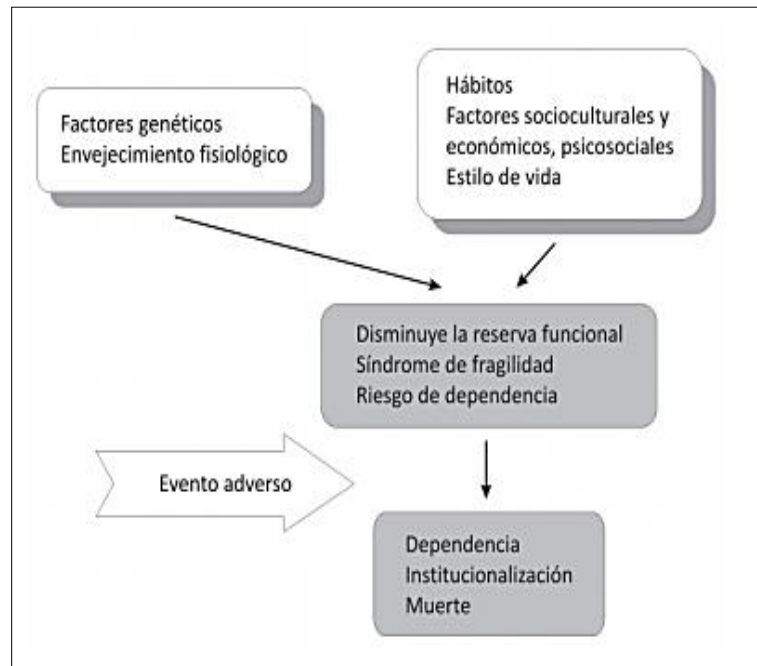 Factores genéticos
Envejecimiento fisiológico
Hábitos
Factores socioculturales y
económicos, psicosociales
Estilo de vida
Disminuye la reserva funcional
Síndrome de fragilidad
Riesgo de dependencia
Evento adverso
Dependencia
Institucionalización
Muerte